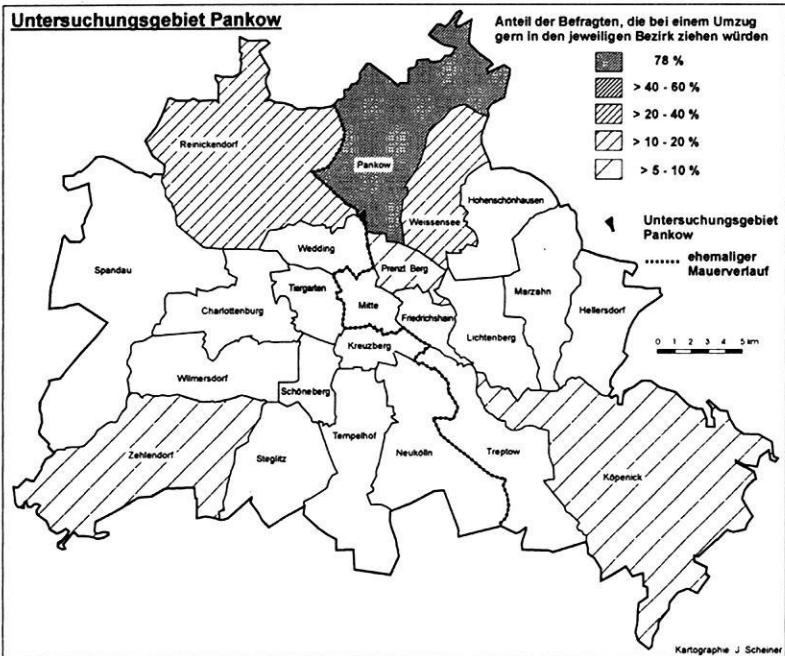 Untersuchungsgebiet Pankow
Anteil der Befragten, die bei einem Umzug
gern in den jeweiligen Bezirk ziehen würden
78 %
> 40 - 60 %
> 20 - 40 %
> 10 - 20 %
> 5 - 10 %
Untersuchungsgebiet
Pankow
ehemaliger
Mauerverlauf
0 1 2 3 4 5 km
Reinickendorf
Pankow
Weissensee
Hohenschönhausen
Wedding
Prenzl. Berg
Spandau
Charlottenburg
Tiergarten
Mitte
Friedrichshain
Lichtenberg
Marzahn
Hellersdorf
Kreuzberg
Wilmersdorf
Schöneberg
Zehlendorf
Steglitz
Tempelhof
Neukölln
Treptow
Köpenick
Kartographie J Scheiner